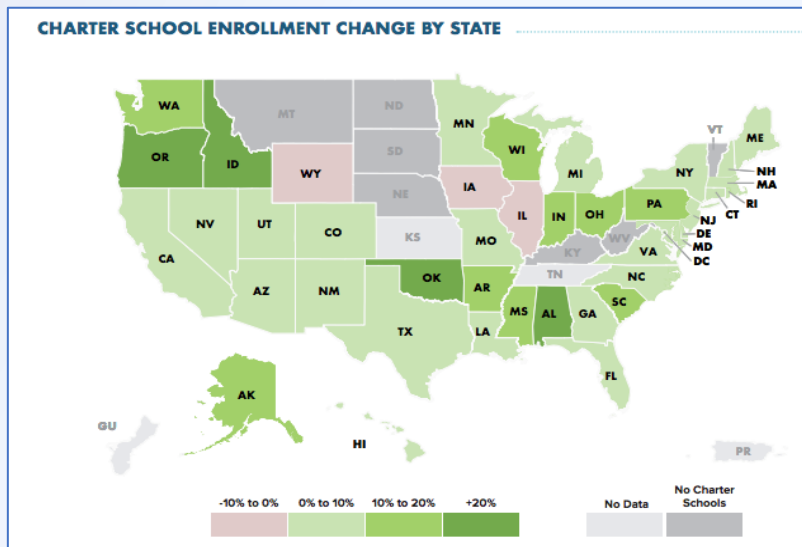 CHARTER SCHOOL ENROLLMENT CHANGE BY STATE
WA
MT
ND
MN
VT
ME
OR
ID
SD
WI
MI
NY
NH
MA
WY
IA
RI
CT
NE
PA
NJ
NV
UT
CO
KS
MO
IL
IN
OH
DE
MD
DC
CA
KY
WV
VA
AZ
NM
OK
AR
TN
NC
SC
TX
LA
MS
AL
GA
FL
AK
GU
HI
PR
-10% to 0% 0% to 10% 10% to 20% +20% No Data No Charter
Schools